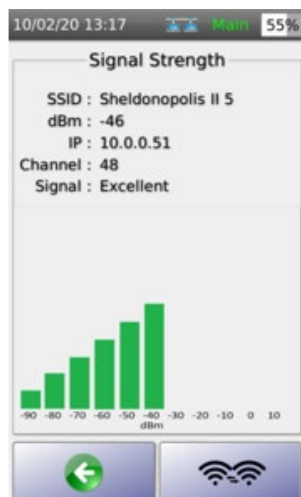 10/02/20 13:17 Main 55%
Signal Strength
SSID : Sheldonopolis II 5
dBm : -46
IP : 10.0.0.51
Channel : 48
Signal : Excellent
-90 -80 -70 -60 -50 -40 -30 -20 -10 0 10
dBm